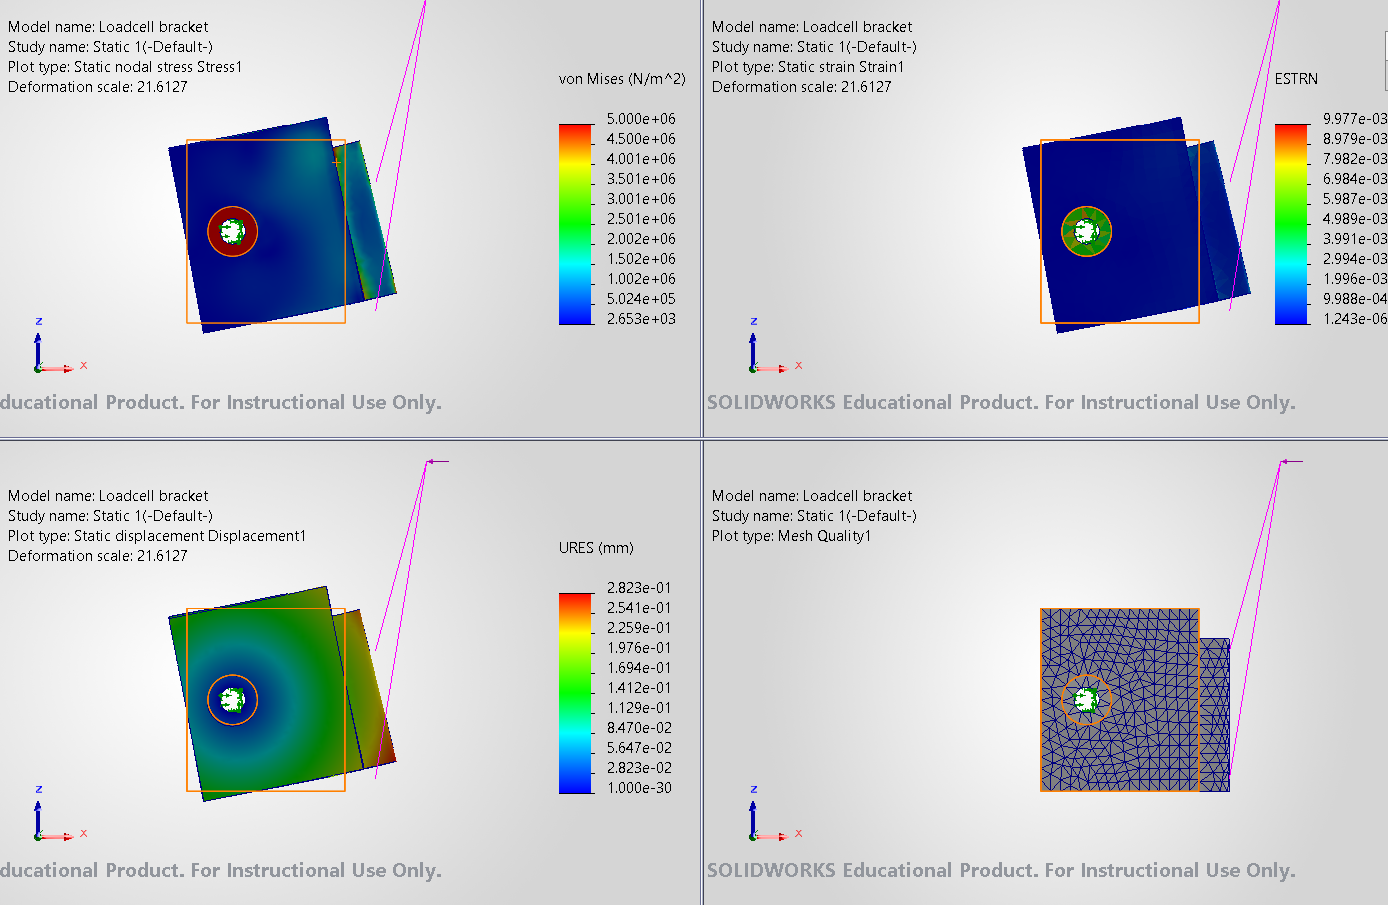 Model name: Loadcell bracket
Study name: Static 1(-Default-)
Plot type: Static nodal stress Stress1
Deformation scale: 21.6127
von Mises (N/m^2)
5.000e+06
4.500e+06
4.001e+06
3.501e+06
3.001e+06
2.501e+06
2.002e+06
1.502e+06
1.002e+06
5.024e+05
2.653e+03
Z
X
ducational Product. For Instructional Use Only.
Model name: Loadcell bracket
Study name: Static 1(-Default-)
Plot type: Static strain Strain1
Deformation scale: 21.6127
ESTRN
9.977e-03
8.979e-03
7.982e-03
6.984e-03
5.987e-03
4.989e-03
3.991e-03
2.994e-03
1.996e-03
9.988e-04
1.243e-06
Z
X
SOLIDWORKS Educational Product. For Instructional Use Only.
Model name: Loadcell bracket
Study name: Static 1(-Default-)
Plot type: Static displacement Displacement1
Deformation scale: 21.6127
URES (mm)
2.823e-01
2.541e-01
2.259e-01
1.976e-01
1.694e-01
1.412e-01
1.129e-01
8.470e-02
5.647e-02
2.823e-02
1.000e-30
Z
X
ducational Product. For Instructional Use Only.
Model name: Loadcell bracket
Study name: Static 1(-Default-)
Plot type: Mesh Quality1
Z
X
SOLIDWORKS Educational Product. For Instructional Use Only.